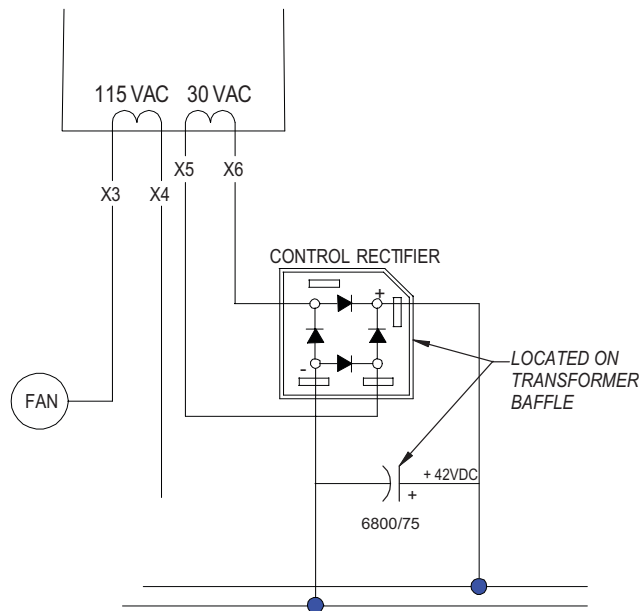 115 VAC 30 VAC
X3 X4 X5 X6
CONTROL RECTIFIER
+
-
FAN
LOCATED ON
TRANSFORMER
BAFFLE
+ 42VDC
+
6800/75